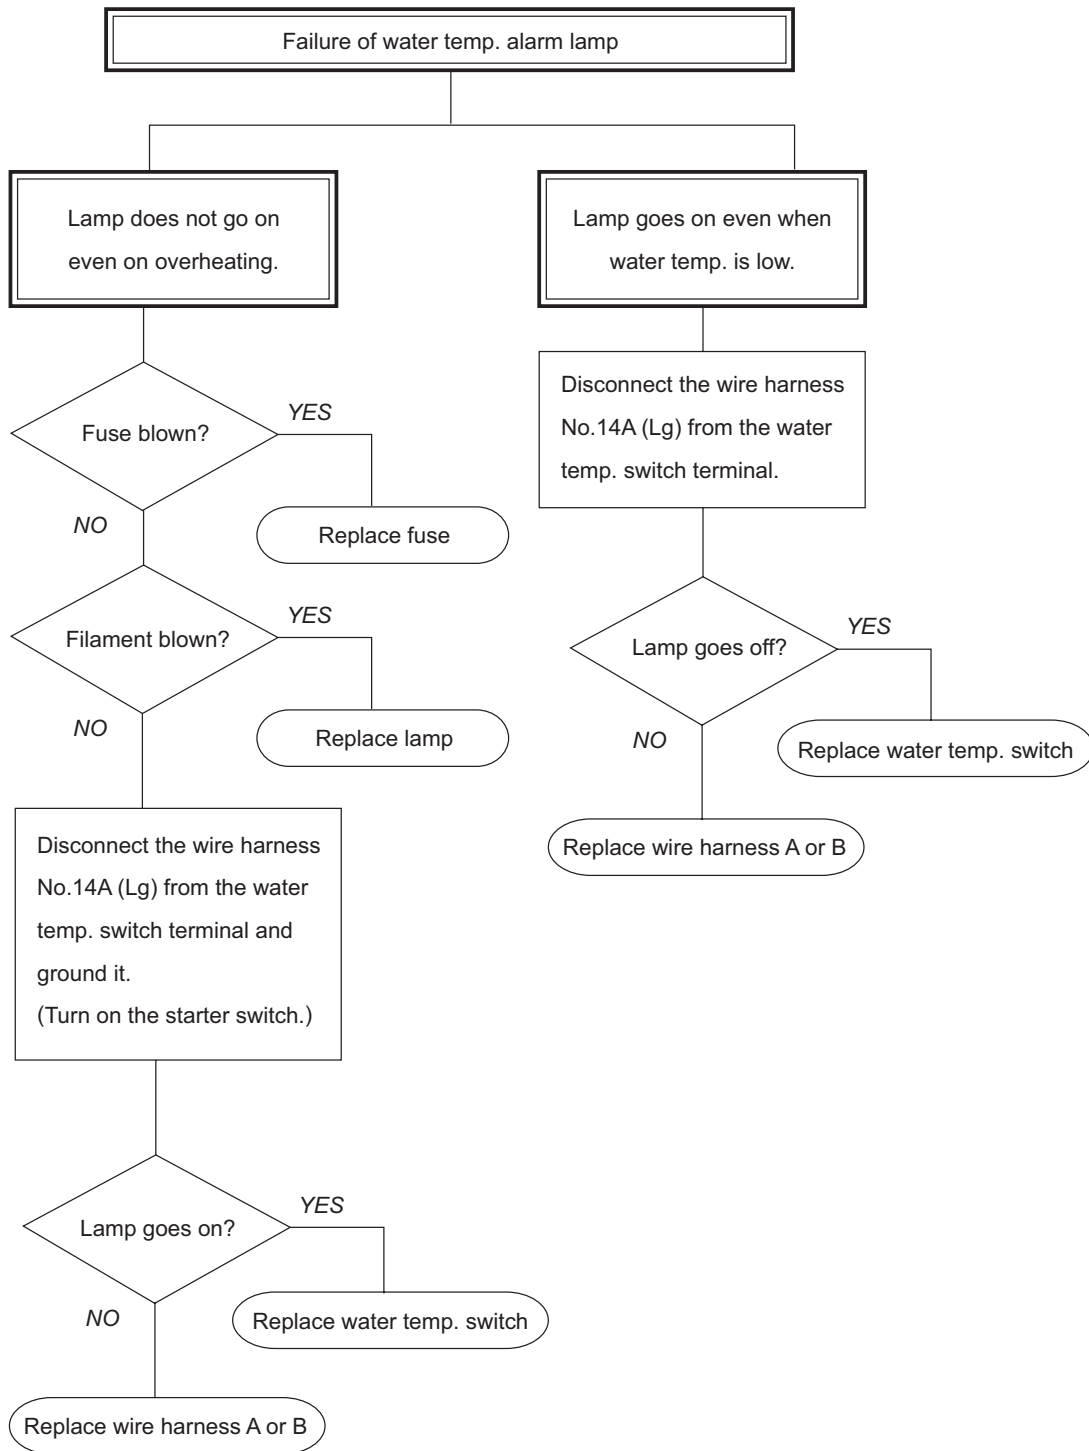 Failure of water temp. alarm lamp
Lamp does not go on
even on overheating.
Fuse blown?
YES
NO
Replace fuse
Filament blown?
YES
NO
Replace lamp
Disconnect the wire harness
No.14A (Lg) from the water
temp. switch terminal and
ground it.
(Turn on the starter switch.)
Lamp goes on?
YES
NO
Replace water temp. switch
Replace wire harness A or B
Lamp goes on even when
water temp. is low.
Disconnect the wire harness
No.14A (Lg) from the water
temp. switch terminal.
Lamp goes off?
YES
NO
Replace water temp. switch
Replace wire harness A or B